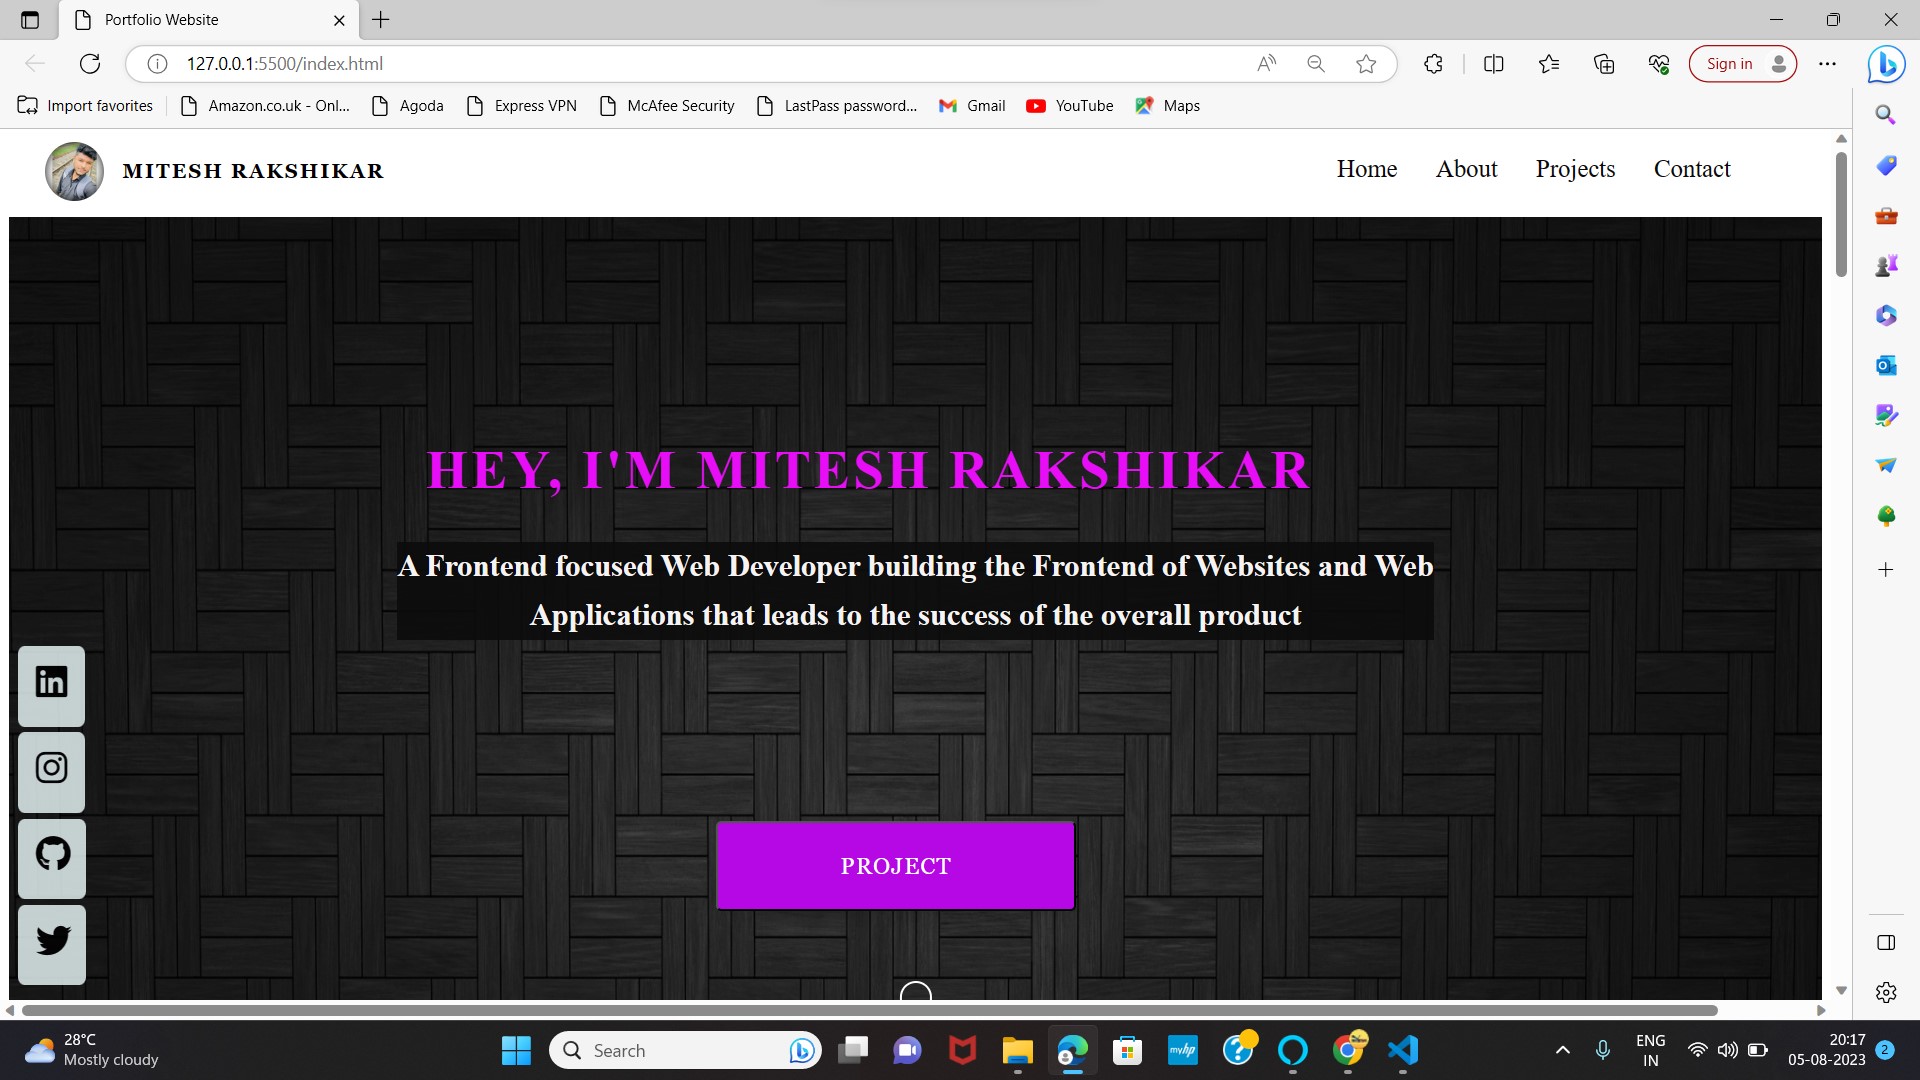 Portfolio Website
127.0.0.1:5500/index.html
Sign in
Import favorites
Amazon.co.uk - Onl...
Agoda
Express VPN
McAfee Security
LastPass password...
Gmail
YouTube
Maps
MITESH RAKSHIKAR
Home
About
Projects
Contact
HEY, I'M MITESH RAKSHIKAR
A Frontend focused Web Developer building the Frontend of Websites and Web
Applications that leads to the success of the overall product
PROJECT
28°C
Mostly cloudy
Search
myhp
ENG
IN
20:17
05-08-2023
2